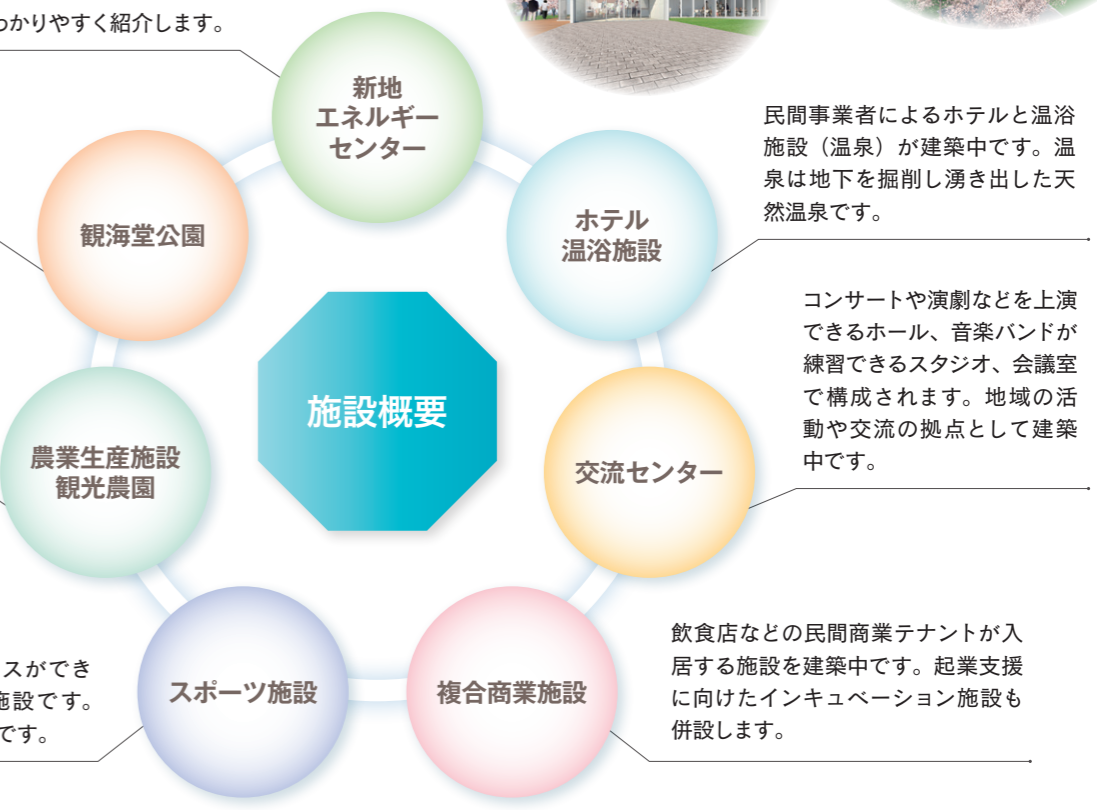 わかりやすく紹介します。
新地
エネルギー
センター
観海堂公園
ホテル
温浴施設
民間事業者によるホテルと温浴
施設（温泉）が建築中です。温
泉は地下を掘削し湧き出した天
然温泉です。
施設概要
コンサートや演劇などを上演
できるホール、音楽バンドが
練習できるスタジオ、会議室
で構成されます。地域の活
動や交流の拠点として建築
中です。
農業生産施設
観光農園
交流センター
スポーツ施設
複合商業施設
スができ
施設です。
です。
飲食店などの民間商業テナントが入
居する施設を建築中です。起業支援
に向けたインキュベーション施設も
併設します。